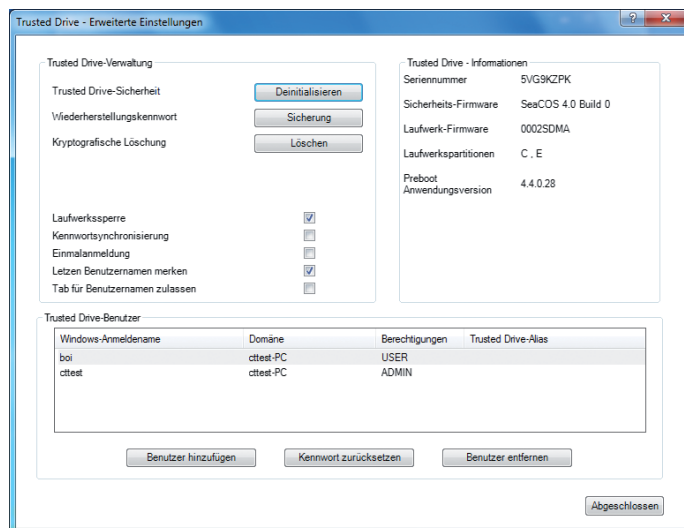 Trusted Drive - Erweiterte Einstellungen
Trusted Drive-Verwaltung
Trusted Drive-Sicherheit Deinitialisieren
Wiederherstellungskennwort Sicherung
Kryptografische Löschung Löschen
Laufwerkssperre
Kennwortsynchronisierung
Einmalanmeldung
Letzen Benutzernamen merken
Tab für Benutzernamen zulassen
Trusted Drive - Informationen
Seriennummer 5VG9KZPK
Sicherheits-Firmware SeaCOS 4.0 Build 0
Laufwerk-Firmware 0002SDMA
Laufwerkspartitionen C , E
Preboot
Anwendungsversion 4.4.0.28
Trusted Drive-Benutzer
Windows-Anmeldename Domäne Berechtigungen Trusted Drive-Alias
boi cttest-PC USER
cttest cttest-PC ADMIN
Benutzer hinzufügen Kennwort zurücksetzen Benutzer entfernen
Abgeschlossen